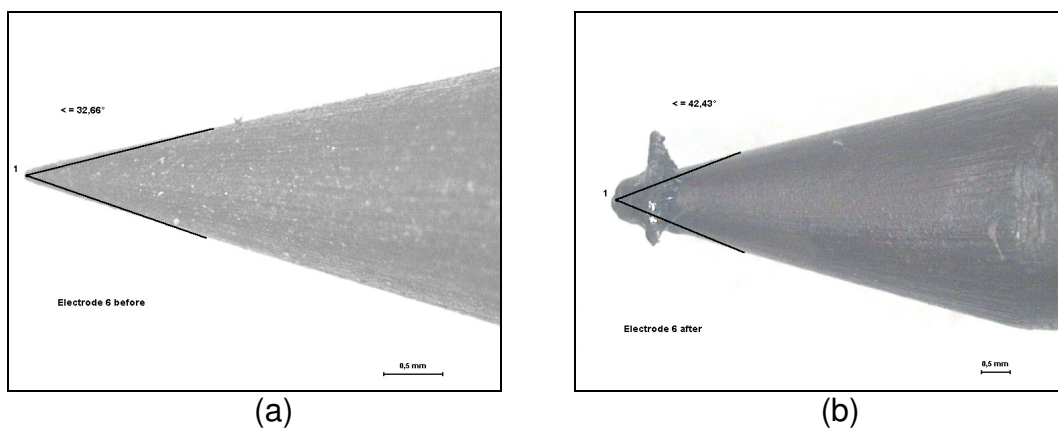 < = 32,66°
1
Electrode 6 before
0,5 mm
(a)
< = 42,43°
1
Electrode 6 after
0,5 mm
(b)